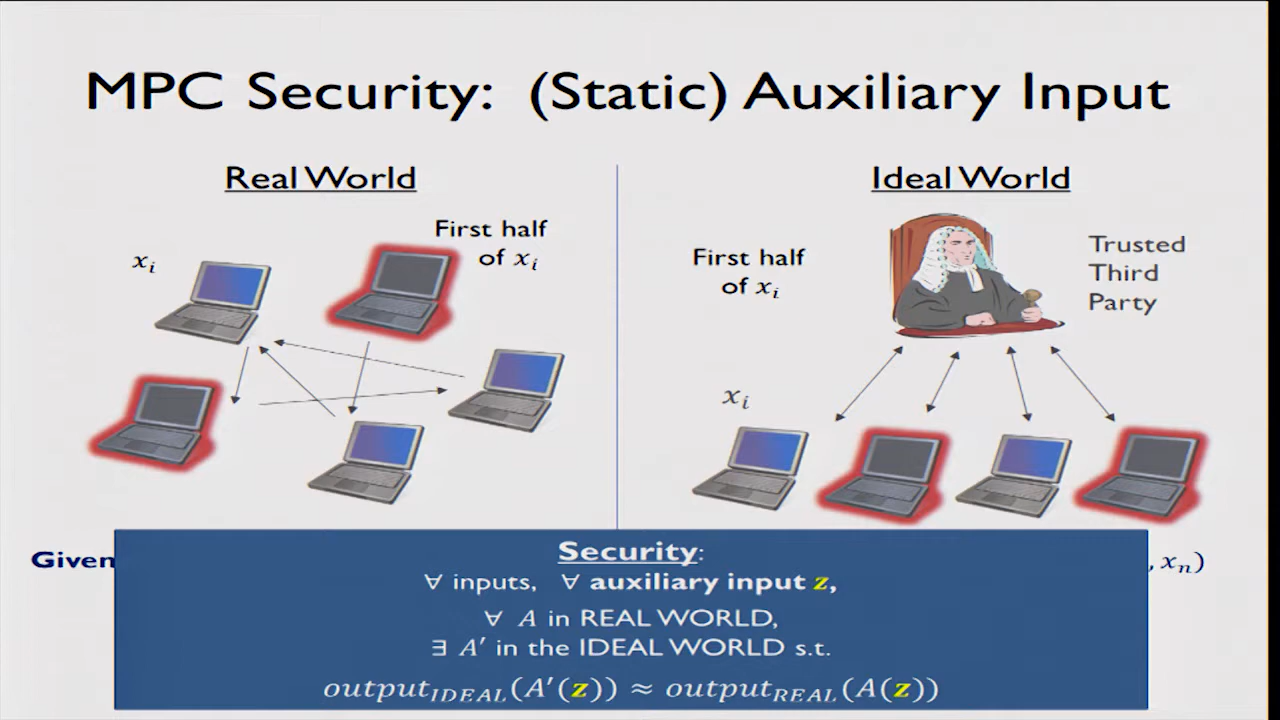 MPC Security: (Static) Auxiliary Input
Real World
First half
of xᵢ
xᵢ
Ideal World
First half
of xᵢ
Trusted
Third
Party
xᵢ
Given
, xₙ)
Security:
∀ inputs, ∀ auxiliary input z,
∀ A in REAL WORLD,
∃ A′ in the IDEAL WORLD s.t.
output_IDEAL(A′(z)) ≈ output_REAL(A(z))